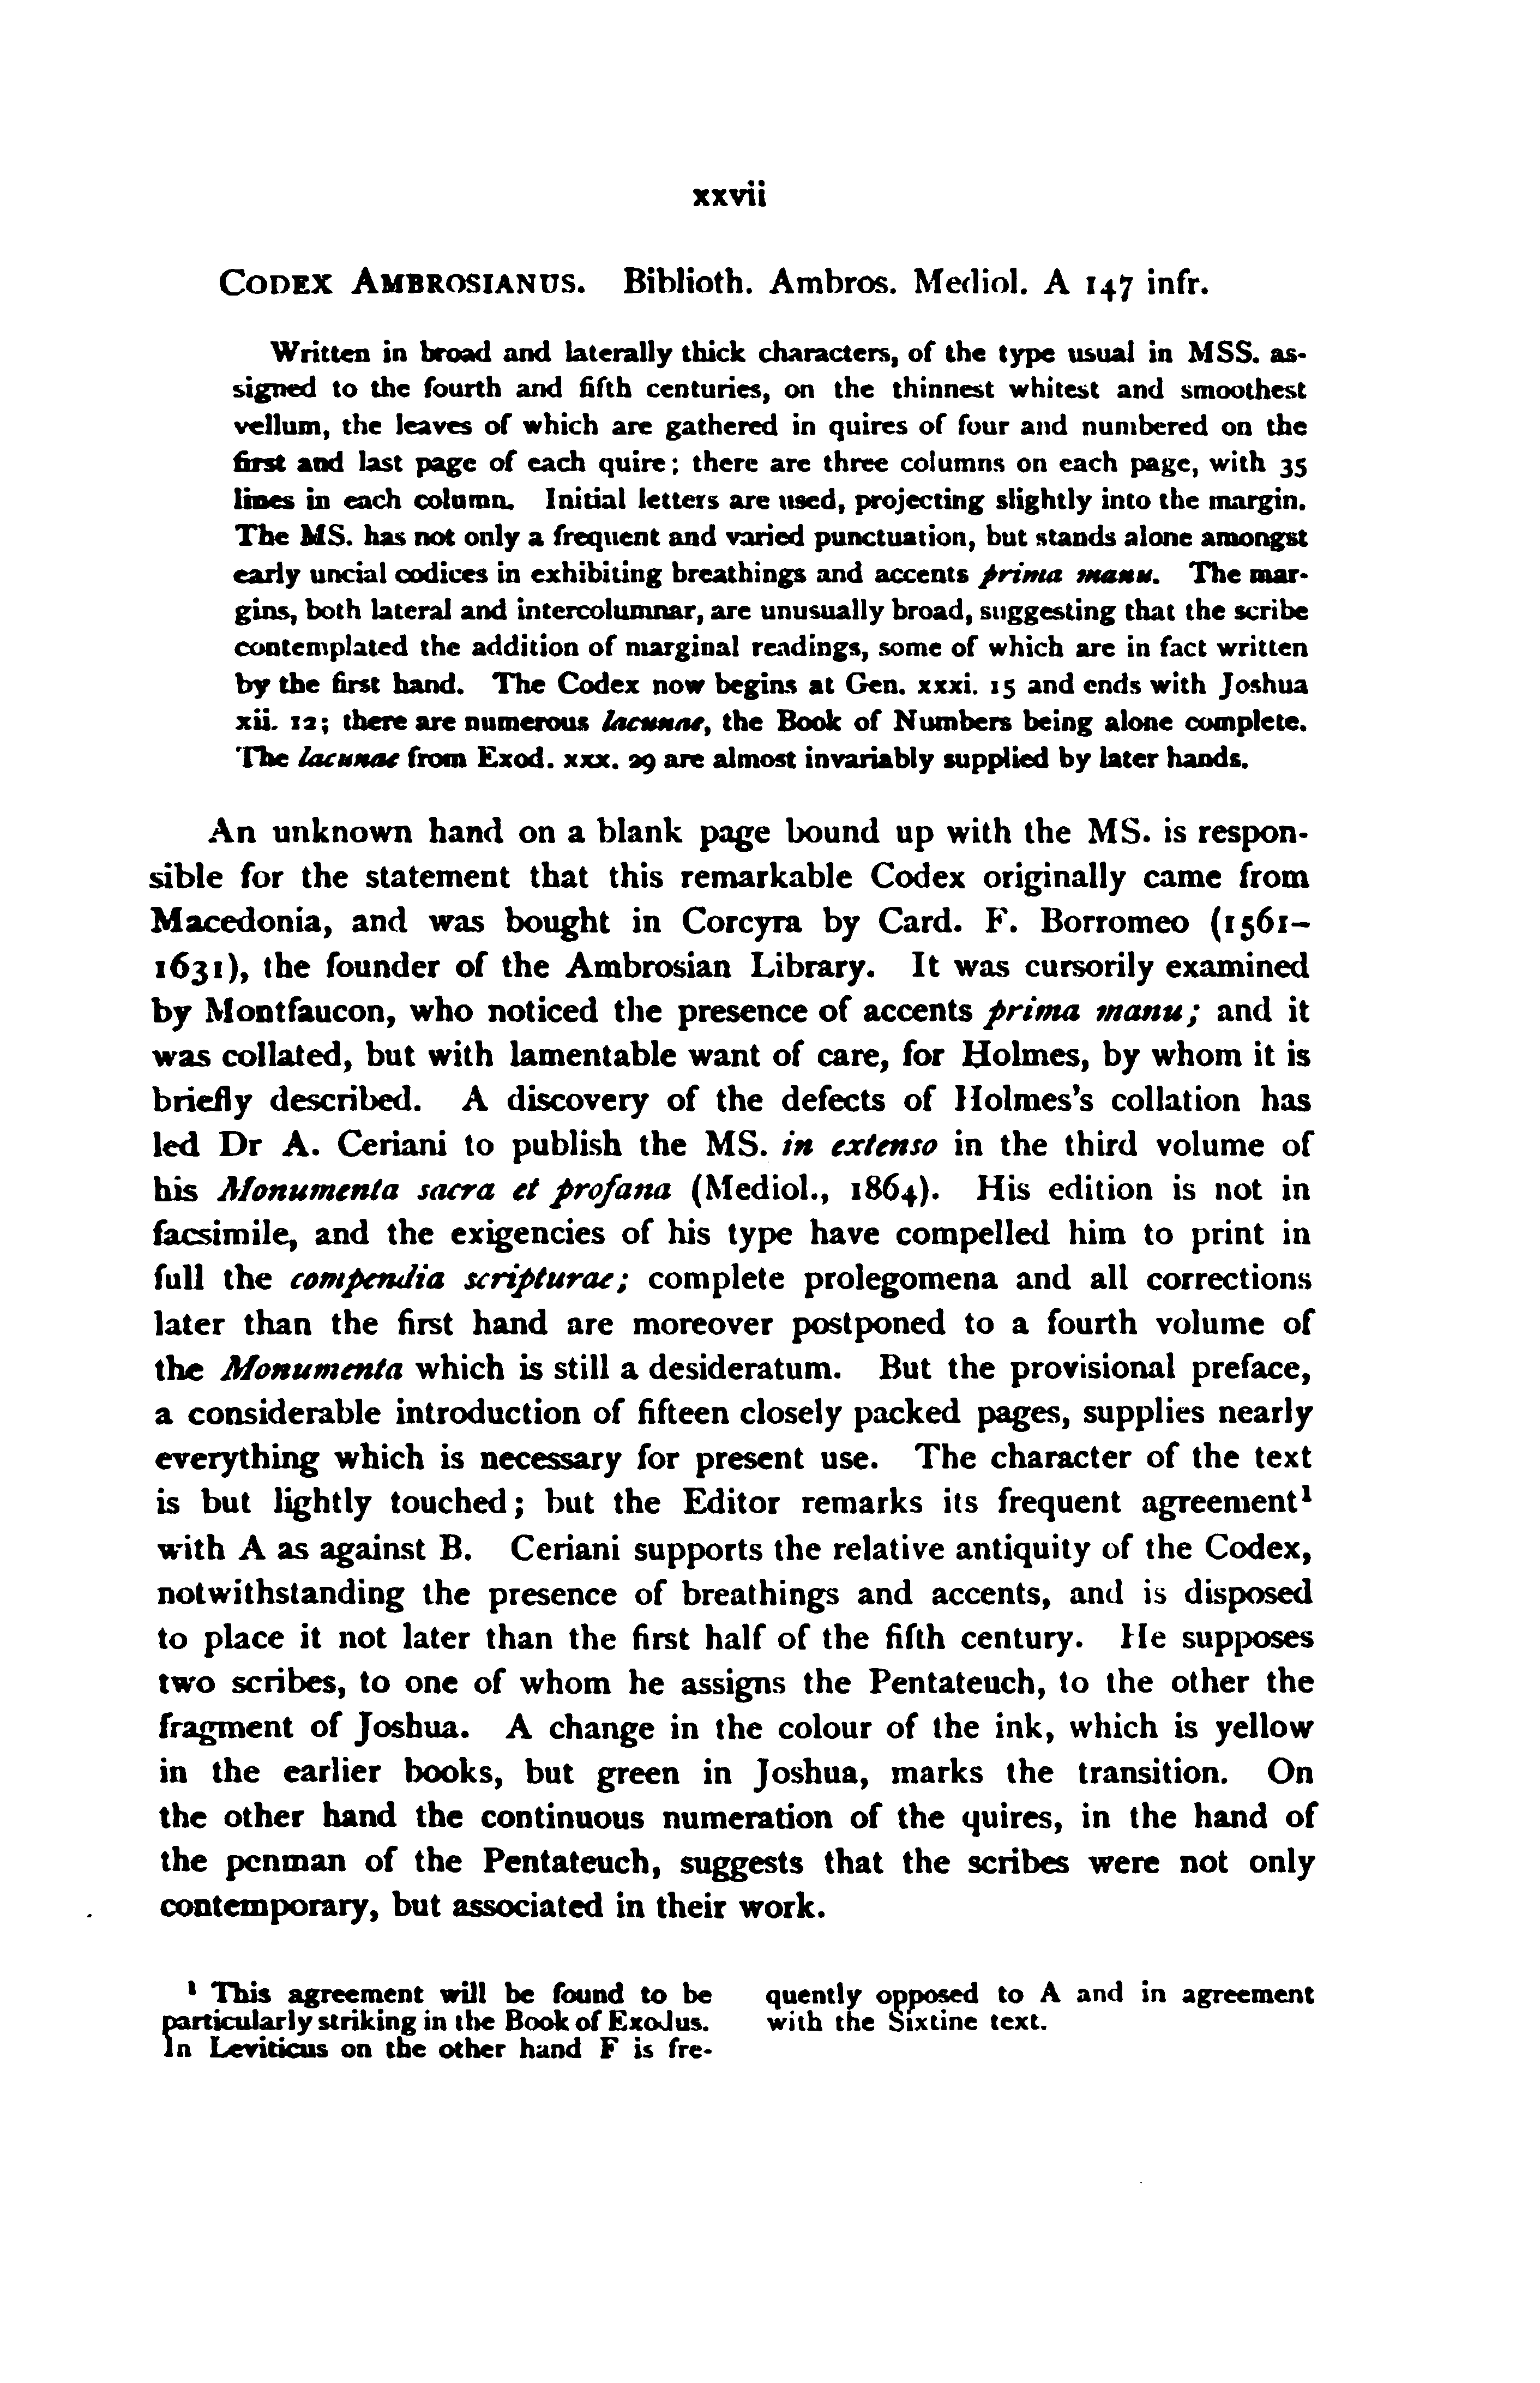 xxvii
CODEX AMBROSIANUS. Biblioth. Ambros. Mediol. A 147 infr.
Written in broad and laterally thick characters, of the type usual in MSS. as-
signed to the fourth and fifth centuries, on the thinnest whitest and smoothest
vellum, the leaves of which are gathered in quires of four and numbered on the
first and last page of each quire; there are three columns on each page, with 35
lines in each column. Initial letters are used, projecting slightly into the margin.
The MS. has not only a frequent and varied punctuation, but stands alone amongst
early uncial codices in exhibiting breathings and accents prima manu. The mar-
gins, both lateral and intercolumnar, are unusually broad, suggesting that the scribe
contemplated the addition of marginal readings, some of which are in fact written
by the first hand. The Codex now begins at Gen. xxxi. 15 and ends with Joshua
xii. 12; there are numerous lacunae, the Book of Numbers being alone complete.
The lacunae from Exod. xxx. 29 are almost invariably supplied by later hands.
An unknown hand on a blank page bound up with the MS. is respon-
sible for the statement that this remarkable Codex originally came from
Macedonia, and was bought in Corcyra by Card. F. Borromeo (1561–
1631), the founder of the Ambrosian Library. It was cursorily examined
by Montfaucon, who noticed the presence of accents prima manu; and it
was collated, but with lamentable want of care, for Holmes, by whom it is
briefly described. A discovery of the defects of Holmes's collation has
led Dr A. Ceriani to publish the MS. in extenso in the third volume of
his Monumenta sacra et profana (Mediol., 1864). His edition is not in
facsimile, and the exigencies of his type have compelled him to print in
full the compendia scripturae; complete prolegomena and all corrections
later than the first hand are moreover postponed to a fourth volume of
the Monumenta which is still a desideratum. But the provisional preface,
a considerable introduction of fifteen closely packed pages, supplies nearly
everything which is necessary for present use. The character of the text
is but lightly touched; but the Editor remarks its frequent agreement¹
with A as against B. Ceriani supports the relative antiquity of the Codex,
notwithstanding the presence of breathings and accents, and is disposed
to place it not later than the first half of the fifth century. He supposes
two scribes, to one of whom he assigns the Pentateuch, to the other the
fragment of Joshua. A change in the colour of the ink, which is yellow
in the earlier books, but green in Joshua, marks the transition. On
the other hand the continuous numeration of the quires, in the hand of
the penman of the Pentateuch, suggests that the scribes were not only
contemporary, but associated in their work.
¹ This agreement will be found to be
particularly striking in the Book of Exodus.
In Leviticus on the other hand F is fre-
quently opposed to A and in agreement
with the Sixtine text.